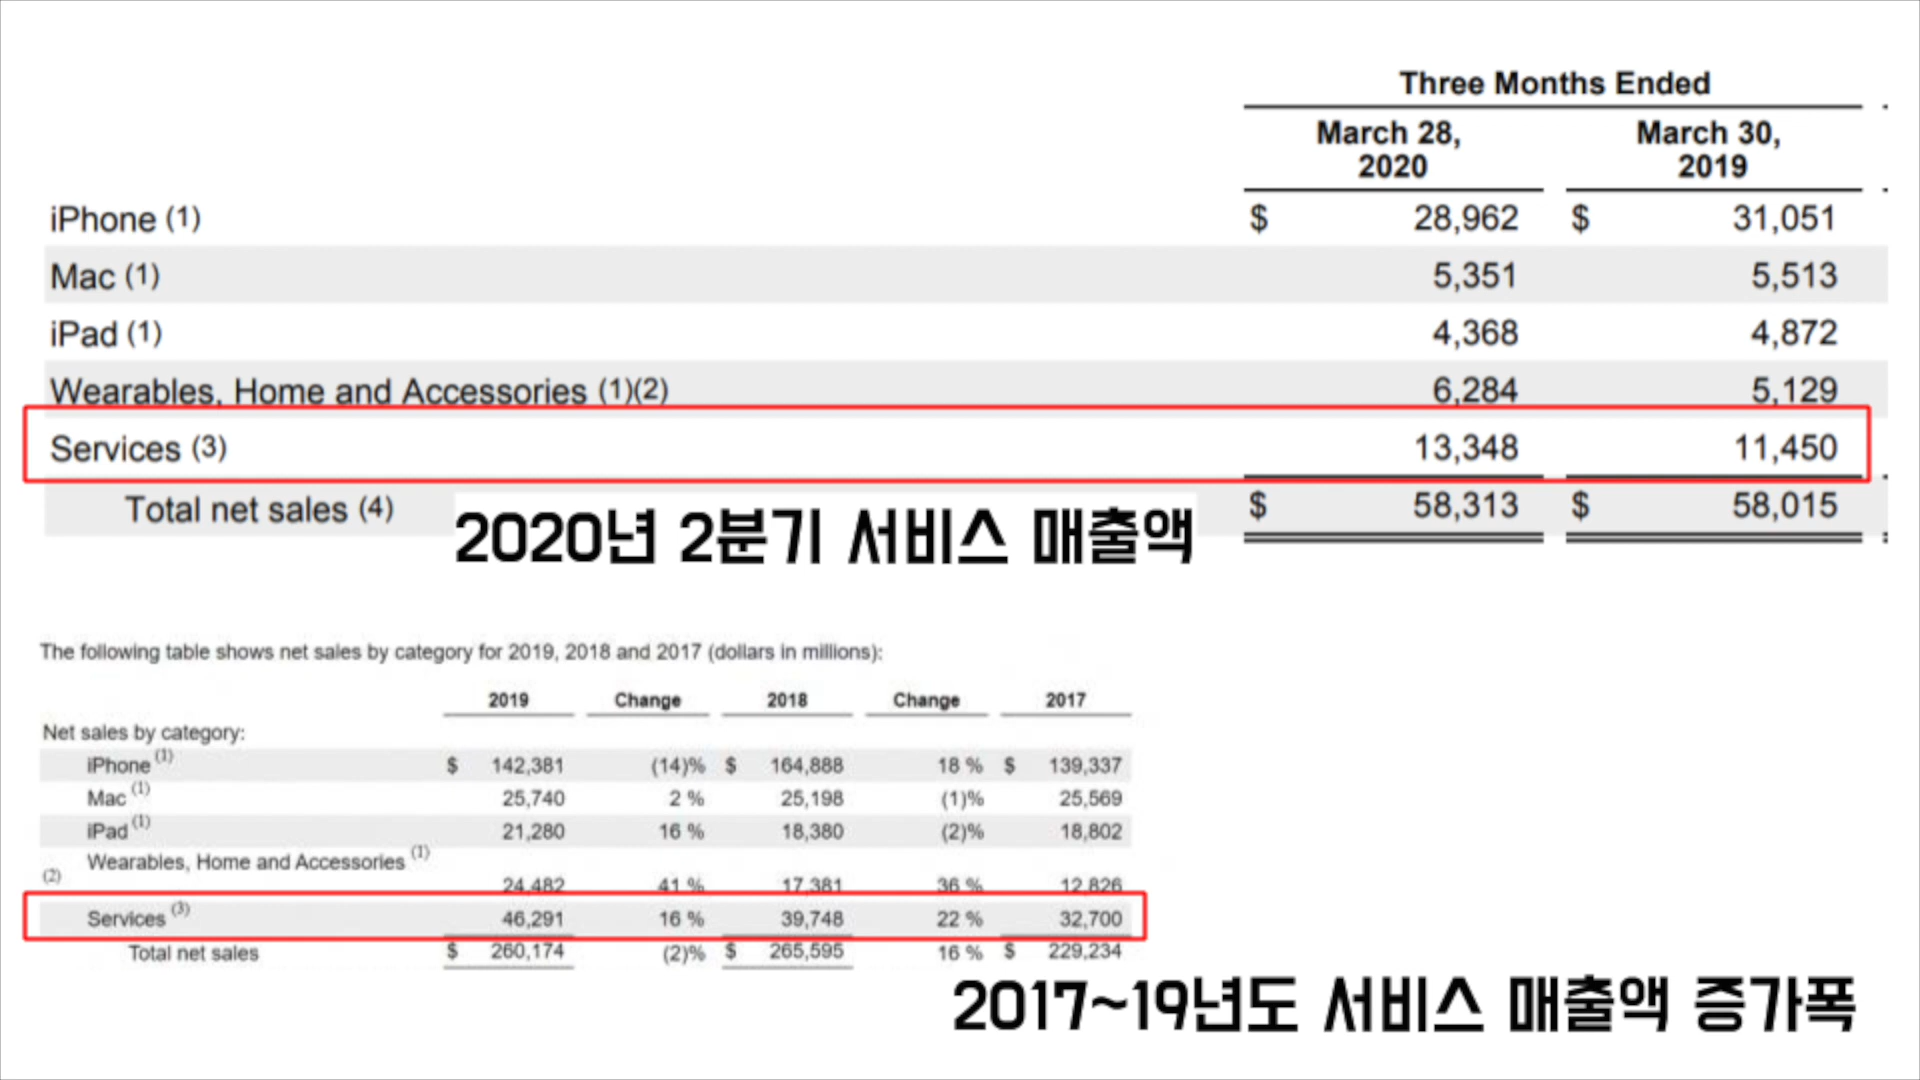 Three Months Ended
March 28, 2020 March 30, 2019
iPhone (1) $ 28,962 $ 31,051
Mac (1) 5,351 5,513
iPad (1) 4,368 4,872
Wearables, Home and Accessories (1)(2) 6,284 5,129
Services (3) 13,348 11,450
Total net sales (4) $ 58,313 $ 58,015
2020년 2분기 서비스 매출액
The following table shows net sales by category for 2019, 2018 and 2017 (dollars in millions):
2019 Change 2018 Change 2017
Net sales by category:
iPhone (1) $ 142,381 (14)% $ 164,888 18 % $ 139,337
Mac (1) 25,740 2 % 25,198 (1)% 25,569
iPad (1) 21,280 16 % 18,380 (2)% 18,802
Wearables, Home and Accessories (1)
(2) 24,482 41 % 17,381 36 % 12,826
Services (3) 46,291 16 % 39,748 22 % 32,700
Total net sales $ 260,174 (2)% $ 265,595 16 % $ 229,234
2017~19년도 서비스 매출액 증가폭